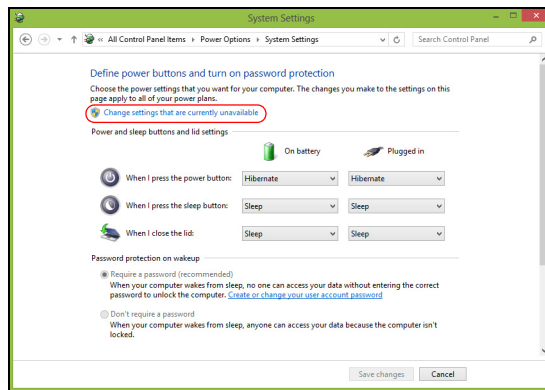 System Settings
« All Control Panel Items ▸ Power Options ▸ System Settings
Search Control Panel
Define power buttons and turn on password protection
Choose the power settings that you want for your computer. The changes you make to the settings on this
page apply to all of your power plans.
Change settings that are currently unavailable
Power and sleep buttons and lid settings
On battery Plugged in
When I press the power button: Hibernate Hibernate
When I press the sleep button: Sleep Sleep
When I close the lid: Sleep Sleep
Password protection on wakeup
Require a password (recommended)
When your computer wakes from sleep, no one can access your data without entering the correct
password to unlock the computer. Create or change your user account password
Don't require a password
When your computer wakes from sleep, anyone can access your data because the computer isn't
locked.
Save changes Cancel